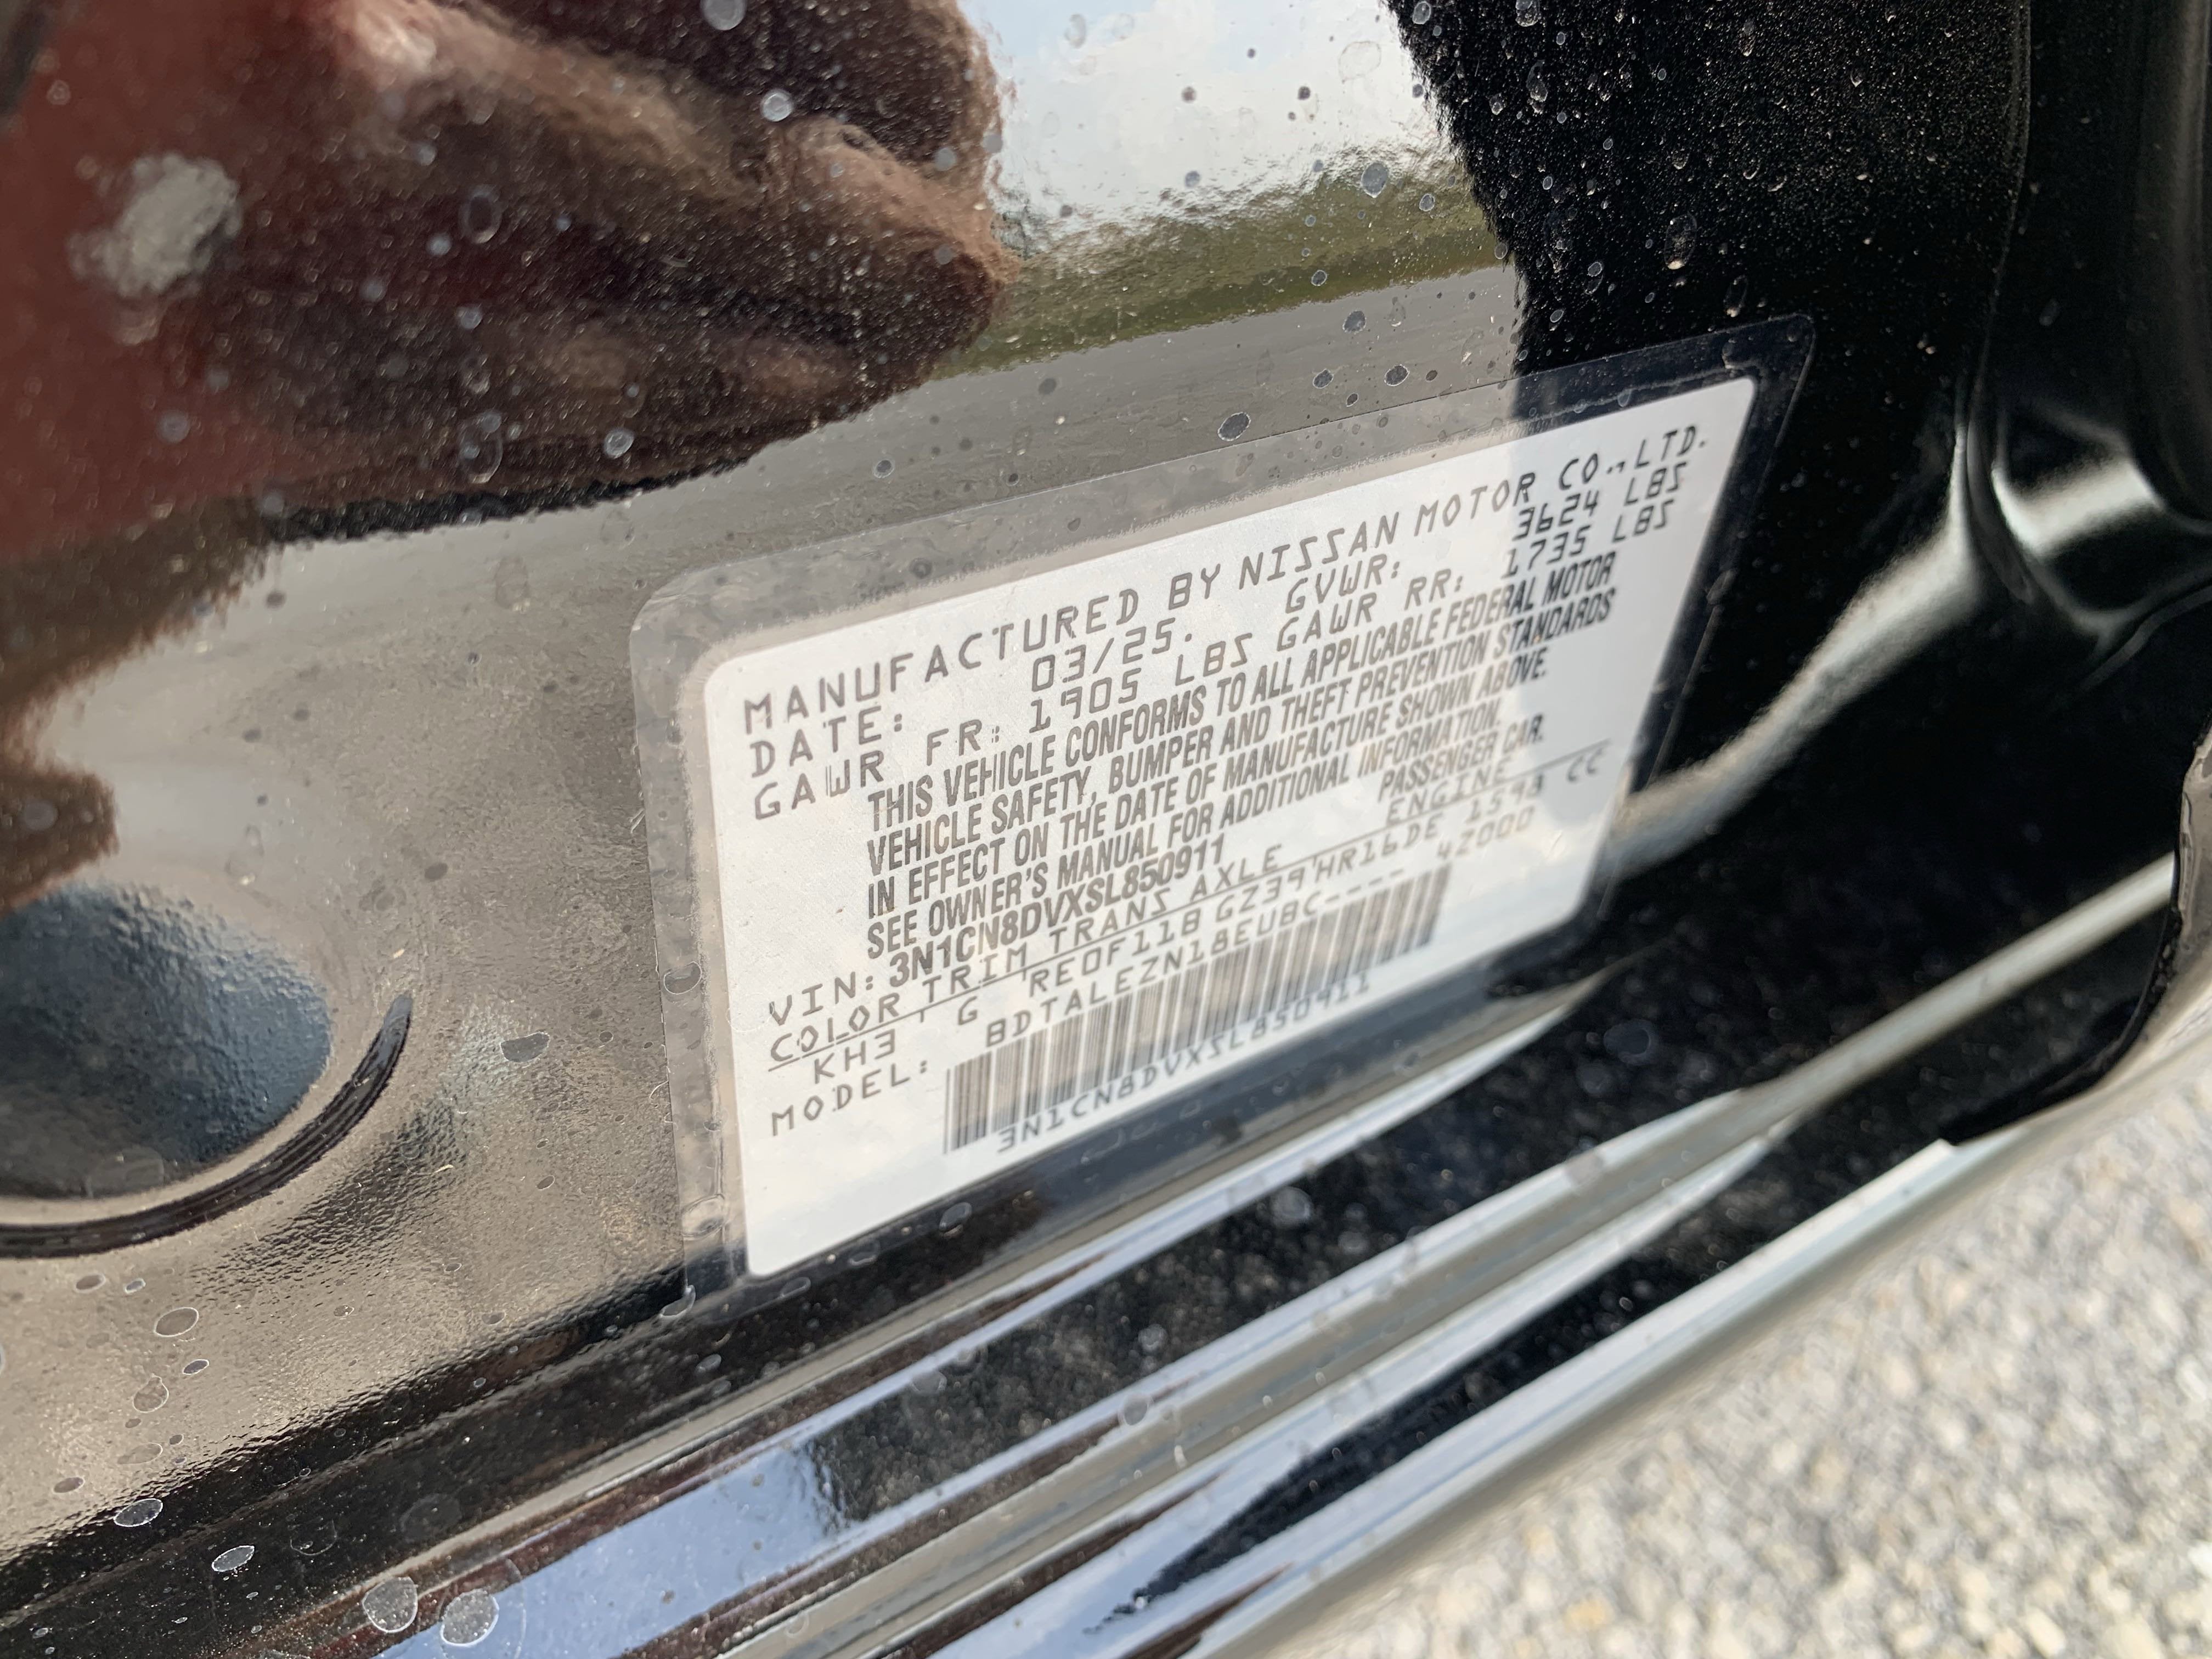 MANUFACTURED BY NISSAN MOTOR CO., LTD.
DATE: 03/25. GVWR: 3624 LBS
GAWR FR: 1905 LBS GAWR RR: 1735 LBS
THIS VEHICLE CONFORMS TO ALL APPLICABLE FEDERAL MOTOR
VEHICLE SAFETY, BUMPER AND THEFT PREVENTION STANDARDS
IN EFFECT ON THE DATE OF MANUFACTURE SHOWN ABOVE.
SEE OWNER'S MANUAL FOR ADDITIONAL INFORMATION.
VIN: 3N1CN8DVXSL850911 PASSENGER CAR.
COLOR TRIM TRANS AXLE ENGINE
KH3 G RE0F11B GZ39 HR16DE 1598 CC
MODEL: BDTALEZN18EUBC---- 4Z000
3N1CN8DVXSL850911